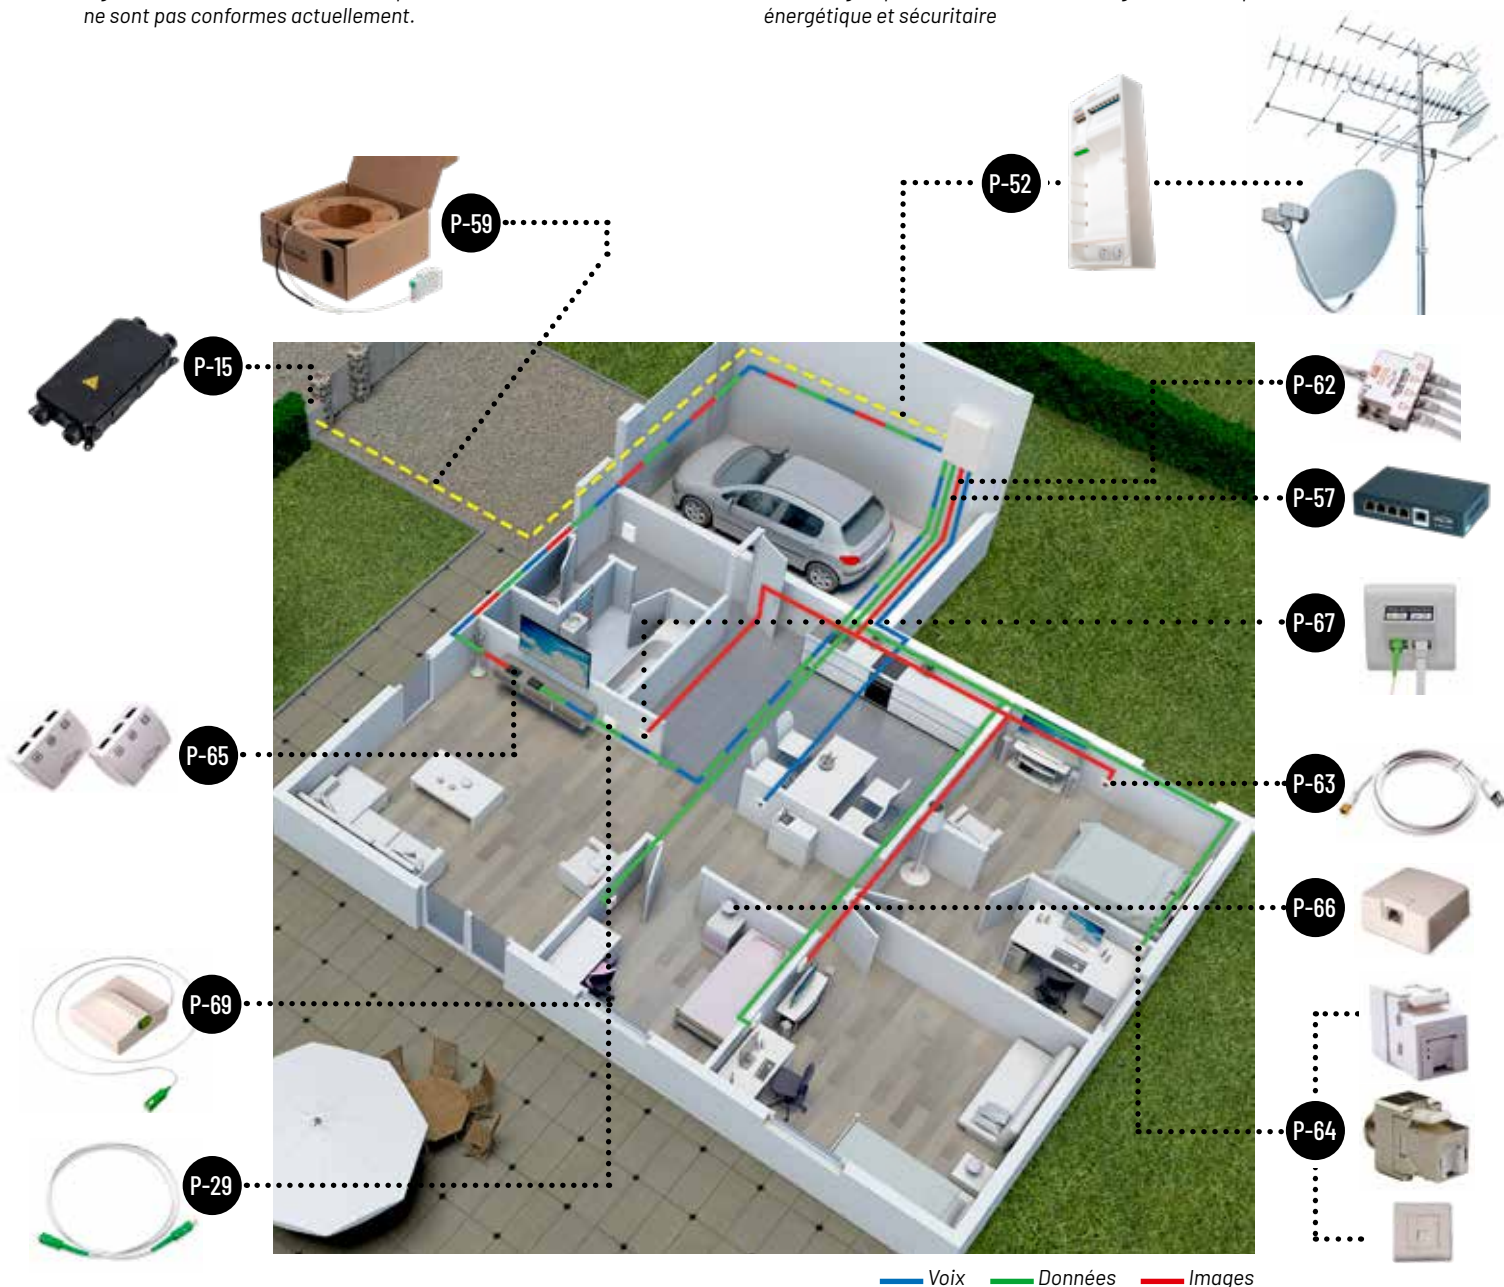 ne sont pas conformes actuellement.
énergétique et sécuritaire
P-52
P-59
P-15
P-62
P-57
P-67
P-65
P-63
P-66
P-69
P-64
P-29
Voix Données Images